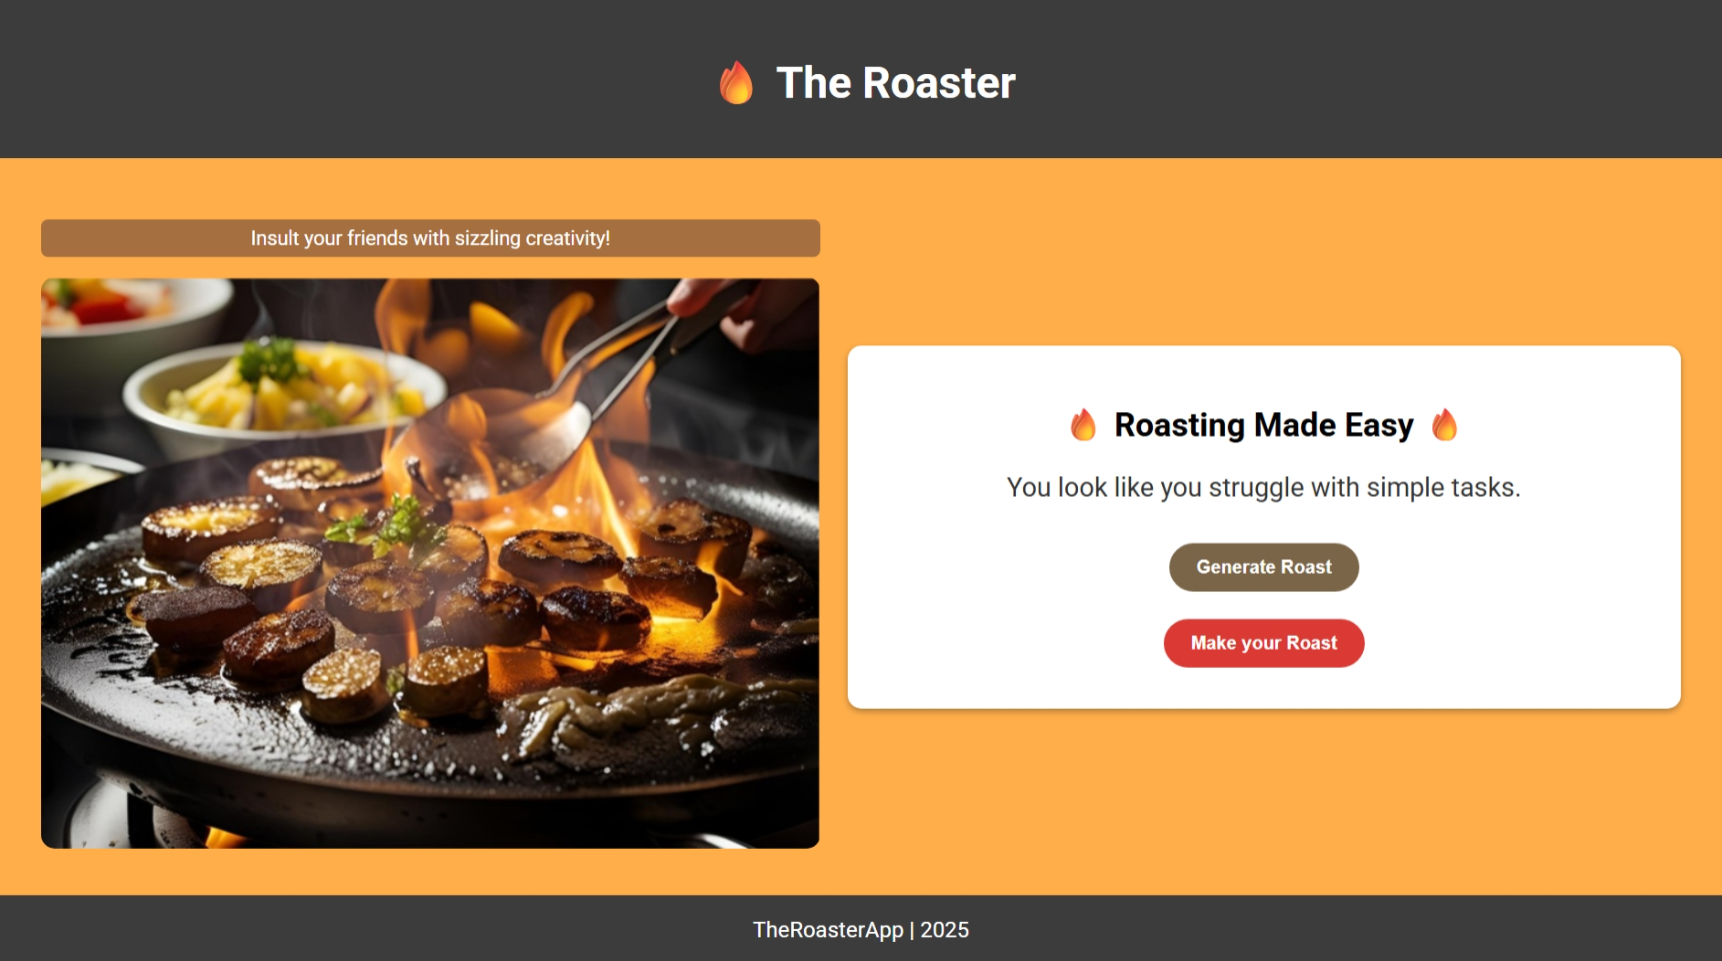 The Roaster
Insult your friends with sizzling creativity!
Roasting Made Easy
You look like you struggle with simple tasks.
Generate Roast
Make your Roast
TheRoasterApp | 2025